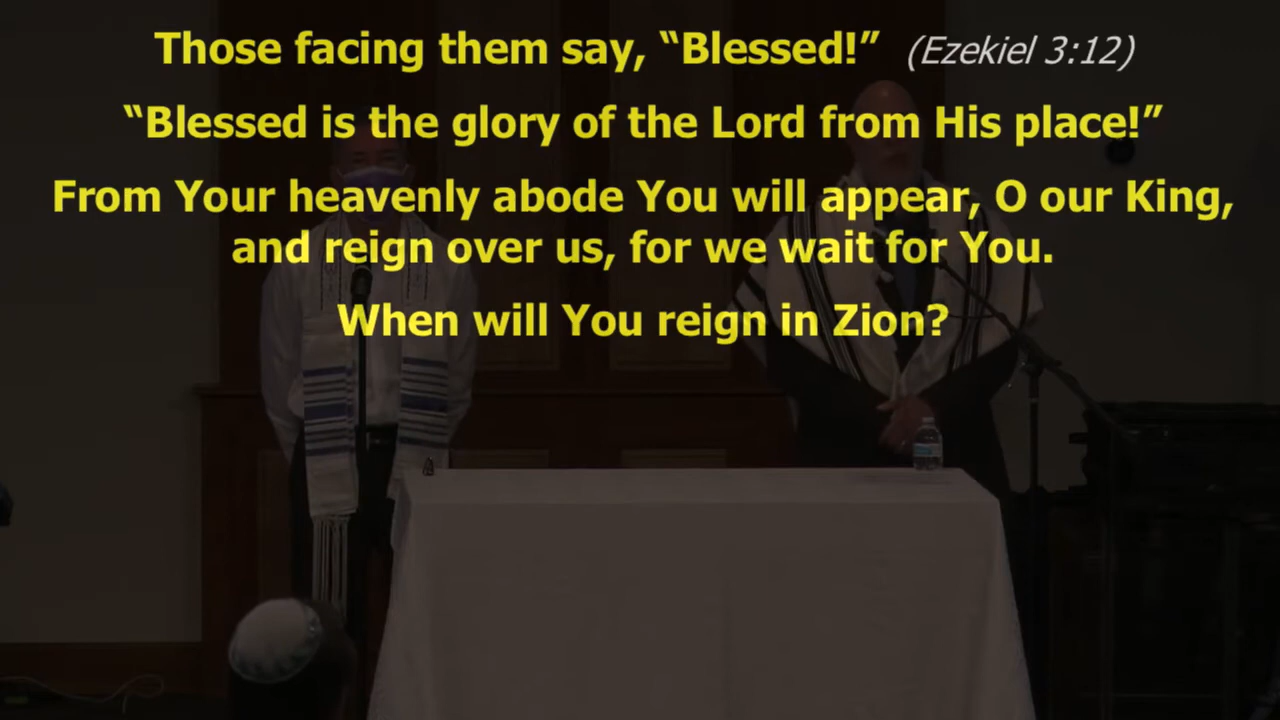 Those facing them say, “Blessed!” (Ezekiel 3:12)
“Blessed is the glory of the Lord from His place!”
From Your heavenly abode You will appear, O our King,
and reign over us, for we wait for You.
When will You reign in Zion?